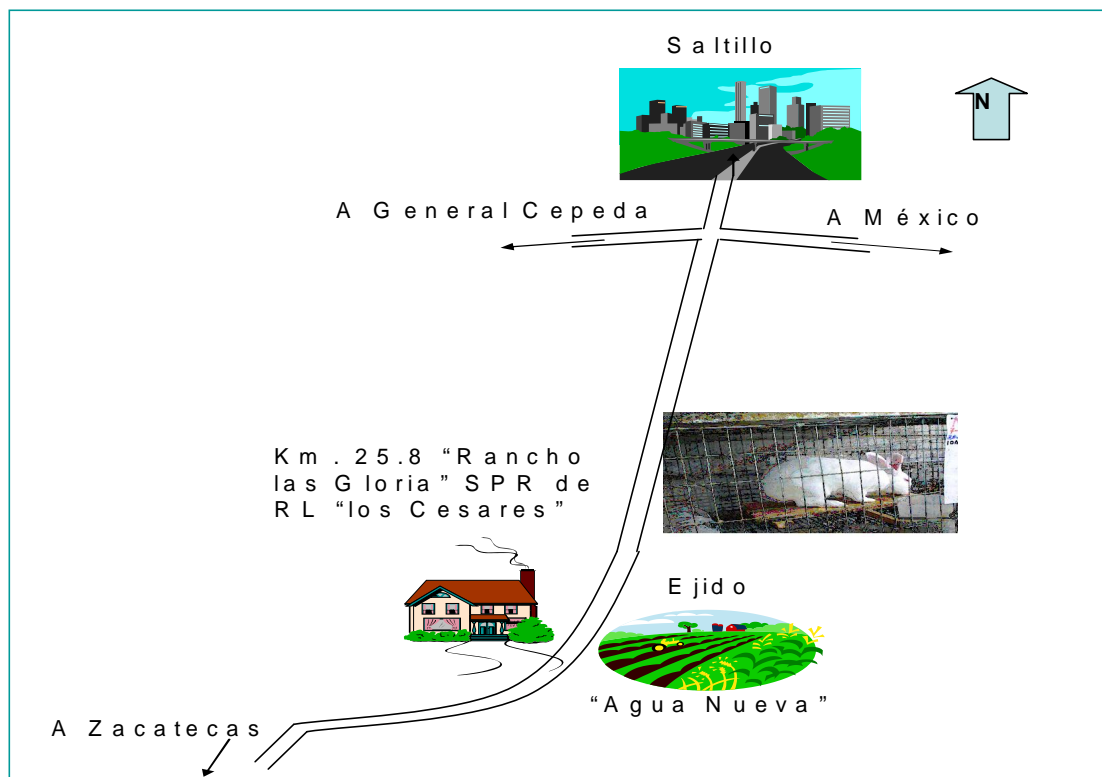 Saltillo
N
A General Cepeda
A México
Km. 25.8 “Rancho
las Gloria” SPR de
RL “los Cesares”
Ejido
“Agua Nueva”
A Zacatecas